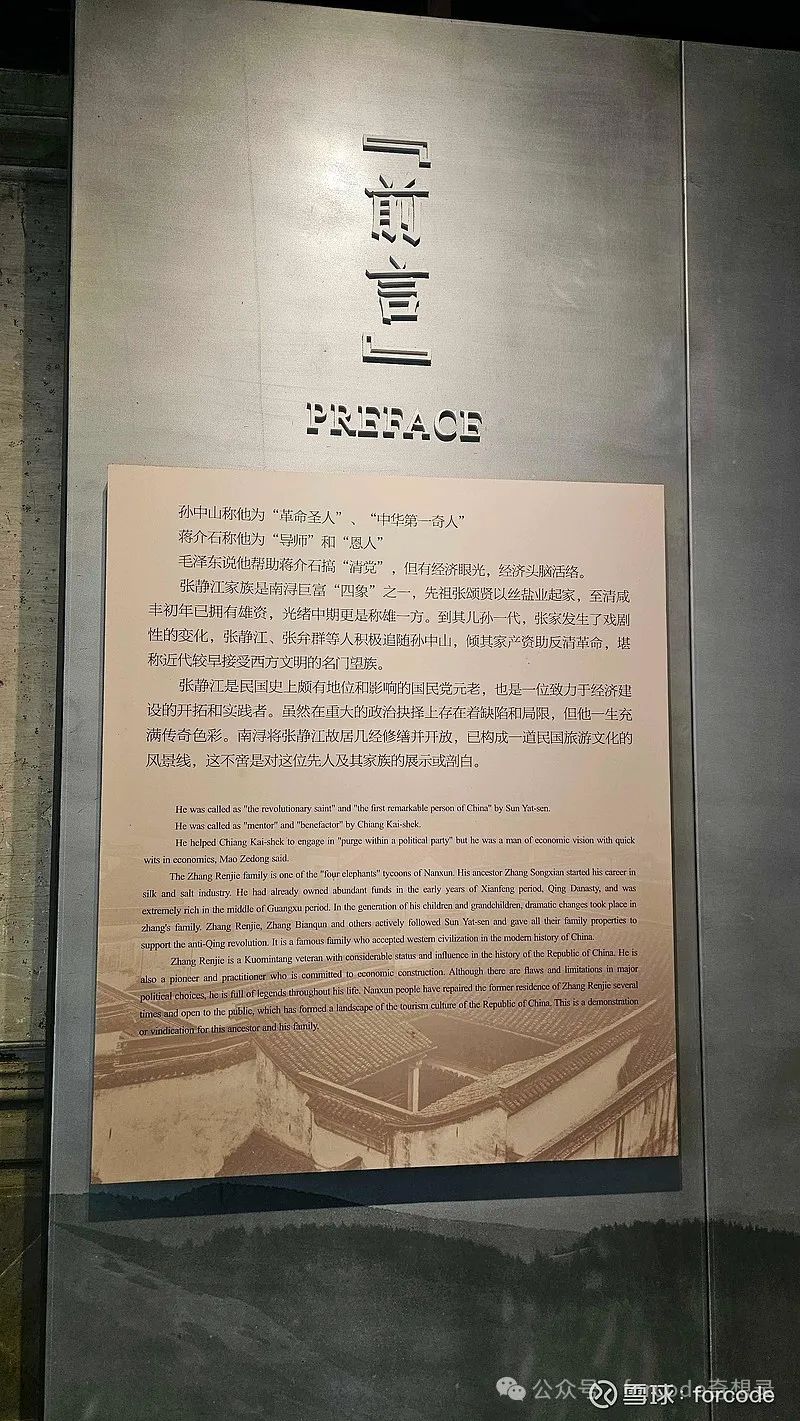 『前言』
PREFACE
孙中山称他为“革命圣人”、“中华第一奇人”
蒋介石称他为“导师”和“恩人”
毛泽东说他帮助蒋介石搞“清党”，但有经济眼光，经济头脑活络。
张静江家族是南浔巨富“四象”之一，先祖张颂贤以丝盐业起家，至清咸
丰初年已拥有雄资，光绪中期更是称雄一方。到其儿孙一代，张家发生了戏剧
性的变化，张静江、张弁群等人积极追随孙中山，倾其家产资助反清革命，堪
称近代较早接受西方文明的名门望族。
张静江是民国史上颇有地位和影响的国民党元老，也是一位致力于经济建
设的开拓和实践者。虽然在重大的政治抉择上存在着缺陷和局限，但他一生充
满传奇色彩。南浔将张静江故居几经修缮并开放，已构成一道民国旅游文化的
风景线，这不啻是对这位先人及其家族的展示或剖白。
He was called as "the revolutionary saint" and "the first remarkable person of China" by Sun Yat-sen.
He was called as "mentor" and "benefactor" by Chiang Kai-shek.
He helped Chiang Kai-shek to engage in "purge within a political party" but he was a man of economic vision with quick
wits in economics, Mao Zedong said.
The Zhang Renjie family is one of the "four elephants" tycoons of Nanxun. His ancestor Zhang Songxian started his career in
silk and salt industry. He had already owned abundant funds in the early years of Xianfeng period, Qing Danasty, and was
extremely rich in the middle of Guangxu period. In the generation of his children and grandchildren, dramatic changes took place in
zhang's family. Zhang Renjie, Zhang Bianqun and others actively followed Sun Yat-sen and gave all their family properties to
support the anti-Qing revolution. It is a famous family who accepted western civilization in the modern history of China.
Zhang Renjie is a Kuomintang veteran with considerable status and influence in the history of the Republic of China. He is
also a pioneer and practitioner who is committed to economic construction. Although there are flaws and limitations in major
political choices, he is full of legends throughout his life. Nanxun people have repaired the former residence of Zhang Renjie several
times and open to the public, which has formed a landscape of the tourism culture of the Republic of China. This is a demonstration
or vindication for this ancestor and his family.
公众号 · forcode奇想录
雪球：forcode